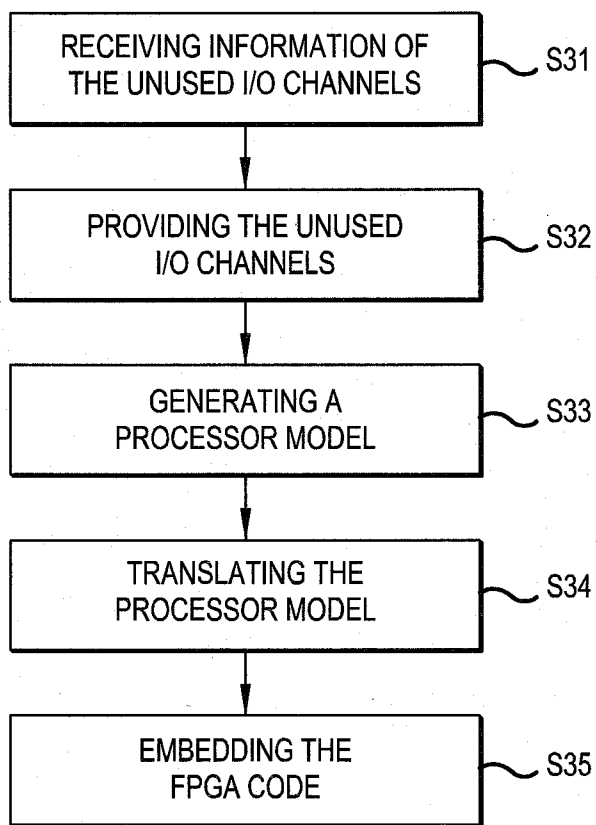 RECEIVING INFORMATION OF
THE UNUSED I/O CHANNELS
S31
PROVIDING THE UNUSED
I/O CHANNELS
S32
GENERATING A
PROCESSOR MODEL
S33
TRANSLATING THE
PROCESSOR MODEL
S34
EMBEDDING THE
FPGA CODE
S35